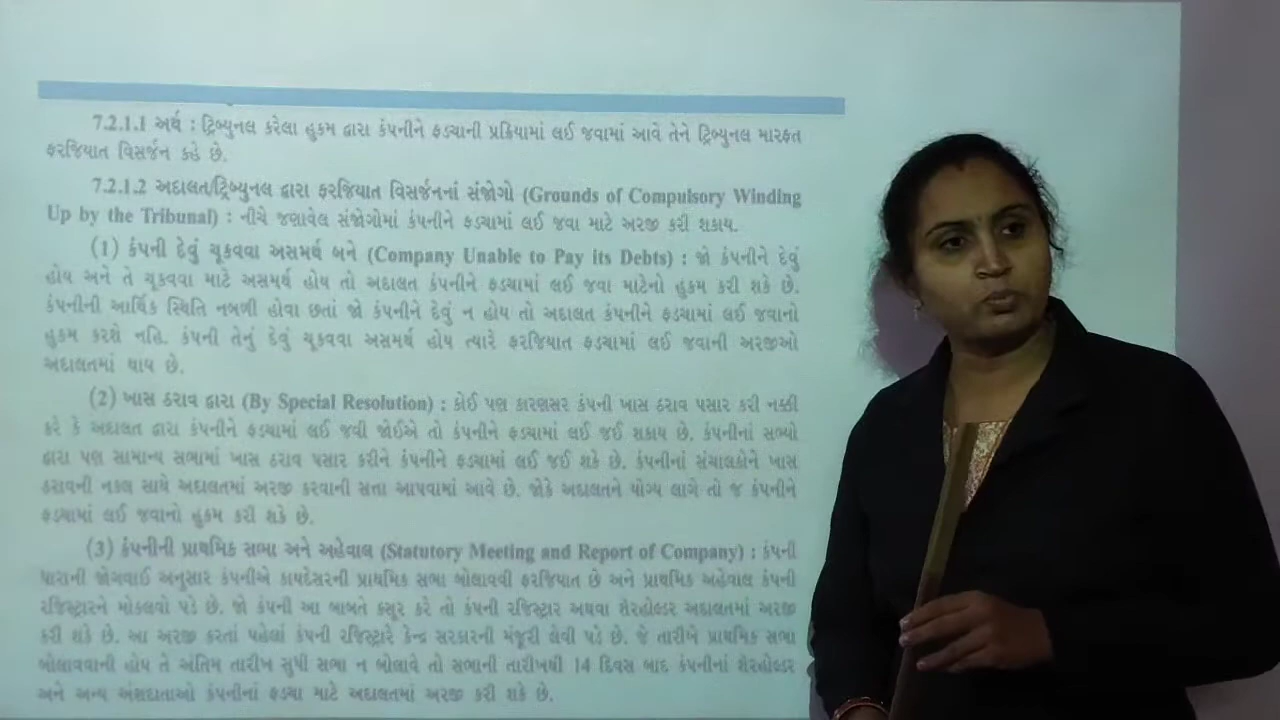 7.2.1.1 અર્થ : ટ્રિબ્યુનલ કરેલા હુકમ દ્વારા કંપનીને ફડચાની પ્રક્રિયામાં લઈ જવામાં આવે તેને ટ્રિબ્યુનલ મારફત
ફરજિયાત વિસર્જન કહે છે.
7.2.1.2 અદાલત/ટ્રિબ્યુનલ દ્વારા ફરજિયાત વિસર્જનનાં સંજોગો (Grounds of Compulsory Winding
Up by the Tribunal) : નીચે જણાવેલ સંજોગોમાં કંપનીને ફડચામાં લઈ જવા માટે અરજી કરી શકાય.
(1) કંપની દેવું ચૂકવવા અસમર્થ બને (Company Unable to Pay its Debts) : જો કંપનીને દેવું
હોય અને તે ચૂકવવા માટે અસમર્થ હોય તો અદાલત કંપનીને ફડચામાં લઈ જવા માટેનો હુકમ કરી શકે છે.
કંપનીની આર્થિક સ્થિતિ નબળી હોવા છતાં જો કંપનીને દેવું ન હોય તો અદાલત કંપનીને ફડચામાં લઈ જવાનો
હુકમ કરશે નહિ. કંપની તેનું દેવું ચૂકવવા અસમર્થ હોય ત્યારે ફરજિયાત ફડચામાં લઈ જવાની અરજીઓ
અદાલતમાં થાય છે.
(2) ખાસ ઠરાવ દ્વારા (By Special Resolution) : કોઈ પણ કારણસર કંપની ખાસ ઠરાવ પસાર કરી નક્કી
કરે કે અદાલત દ્વારા કંપનીને ફડચામાં લઈ જવી જોઈએ તો કંપનીને ફડચામાં લઈ જઈ શકાય છે. કંપનીનાં સભ્યો
દ્વારા પણ સામાન્ય સભામાં ખાસ ઠરાવ પસાર કરીને કંપનીને ફડચામાં લઈ જઈ શકે છે. કંપનીનાં સંચાલકોને ખાસ
ઠરાવની નકલ સાથે અદાલતમાં અરજી કરવાની સત્તા આપવામાં આવે છે. જોકે અદાલતને યોગ્ય લાગે તો જ કંપનીને
ફડચામાં લઈ જવાનો હુકમ કરી શકે છે.
(3) કંપનીની પ્રાથમિક સભા અને અહેવાલ (Statutory Meeting and Report of Company) : કંપની
ધારાની જોગવાઈ અનુસાર કંપનીએ કાયદેસરની પ્રાથમિક સભા બોલાવવી ફરજિયાત છે અને પ્રાથમિક અહેવાલ કંપની
રજિસ્ટ્રારને મોકલવો પડે છે. જો કંપની આ બાબતે કસૂર કરે તો કંપની રજિસ્ટ્રાર અથવા શેરહોલ્ડર અદાલતમાં અરજી
કરી શકે છે. આ અરજી કરતાં પહેલાં કંપની રજિસ્ટ્રારે કેન્દ્ર સરકારની મંજૂરી લેવી પડે છે. જે તારીખે પ્રાથમિક સભા
બોલાવવાની હોય તે અંતિમ તારીખ સુધી સભા ન બોલાવે તો સભાની તારીખથી 14 દિવસ બાદ કંપનીનાં શેરહોલ્ડર
અને અન્ય અંશદાતાઓ કંપનીનાં ફડચા માટે અદાલતમાં અરજી કરી શકે છે.